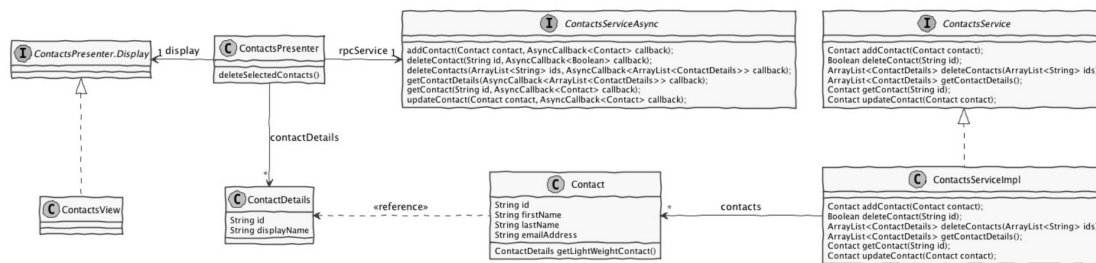 I ContactsPresenter.Display
1 display
C ContactsPresenter
deleteSelectedContacts()
rpcService 1
I ContactsServiceAsync
addContact(Contact contact, AsyncCallback<Contact> callback);
deleteContact(String id, AsyncCallback<Boolean> callback);
deleteContacts(ArrayList<String> ids, AsyncCallback<ArrayList<ContactDetails>> callback);
getContactDetails(AsyncCallback<ArrayList<ContactDetails>> callback);
getContact(String id, AsyncCallback<Contact> callback);
updateContact(Contact contact, AsyncCallback<Contact> callback);
I ContactsService
Contact addContact(Contact contact);
Boolean deleteContact(String id);
ArrayList<ContactDetails> deleteContacts(ArrayList<String> ids);
ArrayList<ContactDetails> getContactDetails();
Contact getContact(String id);
Contact updateContact(Contact contact);
contactDetails
*
C ContactsView
C ContactDetails
String id
String displayName
«reference»
C Contact
String id
String firstName
String lastName
String emailAddress
ContactDetails getLightWeightContact()
* contacts
C ContactsServiceImpl
Contact addContact(Contact contact);
Boolean deleteContact(String id);
ArrayList<ContactDetails> deleteContacts(ArrayList<String> ids);
ArrayList<ContactDetails> getContactDetails();
Contact getContact(String id);
Contact updateContact(Contact contact);